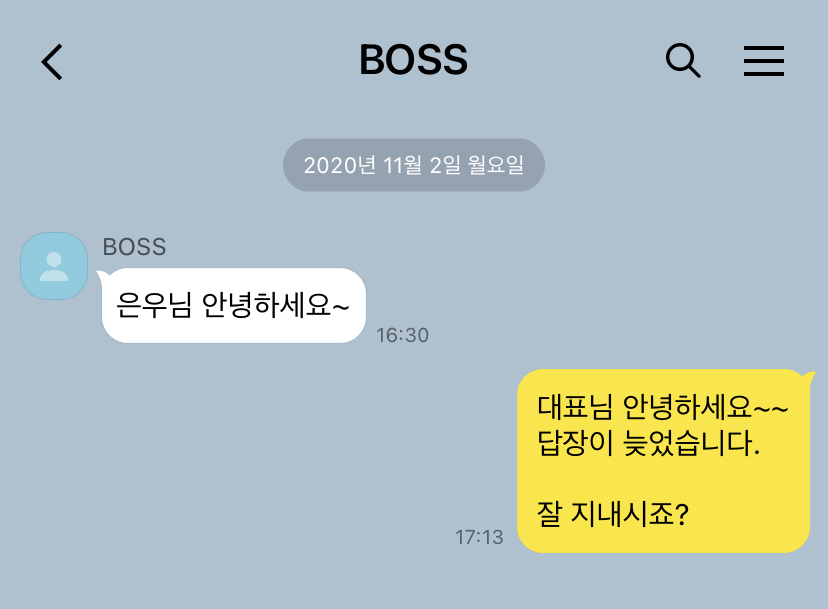 BOSS
2020년 11월 2일 월요일
BOSS
은우님 안녕하세요~
16:30
대표님 안녕하세요~~
답장이 늦었습니다.
잘 지내시죠?
17:13